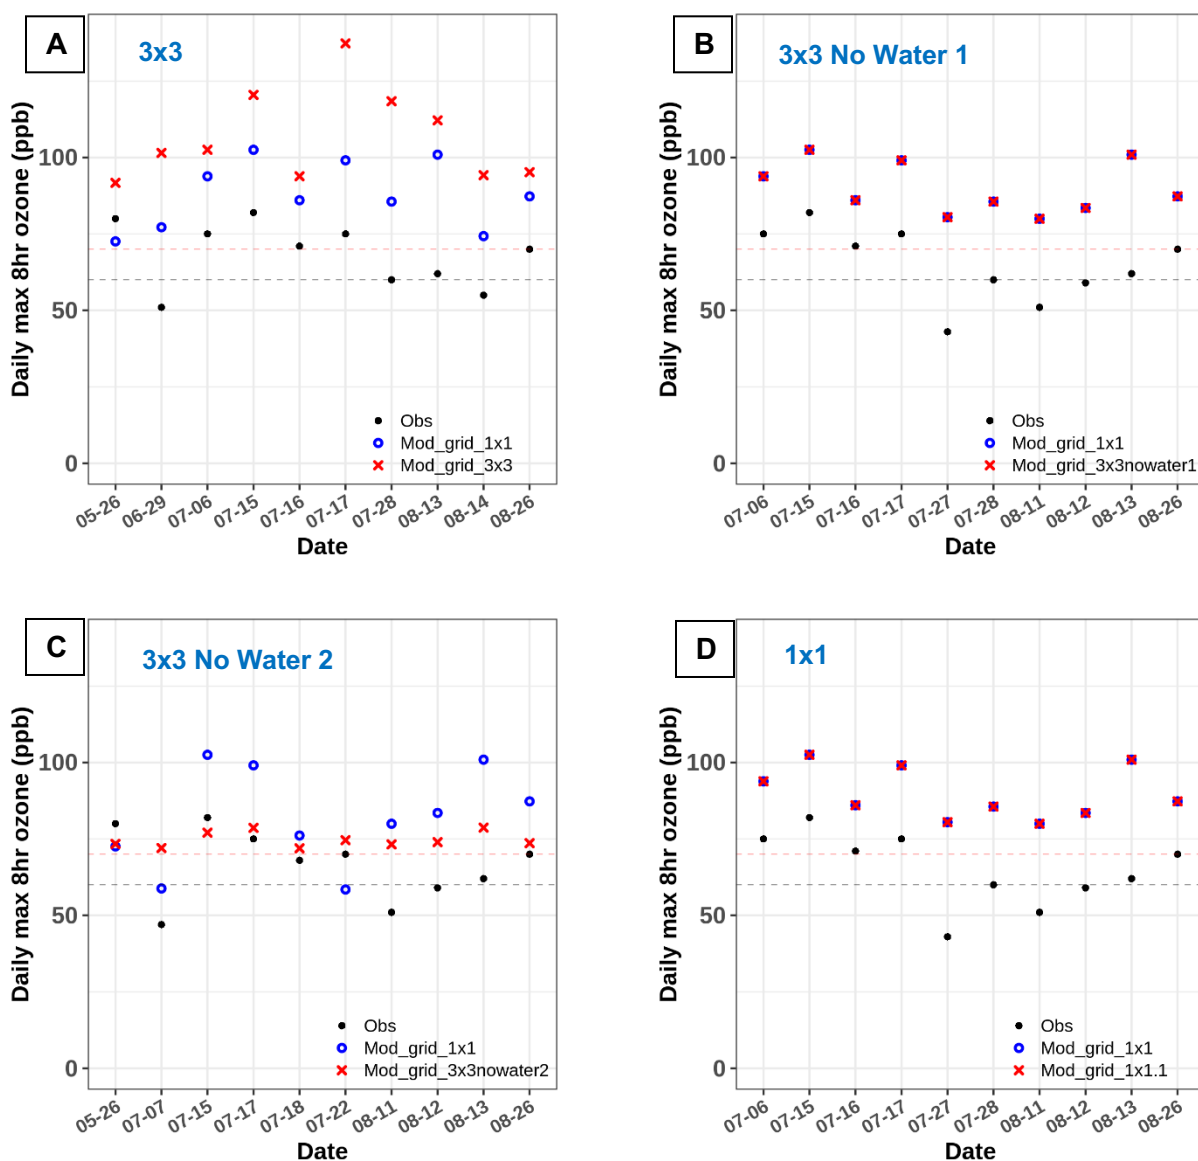 A
3x3
Daily max 8hr ozone (ppb)
100
50
0
Obs
Mod_grid_1x1
Mod_grid_3x3
05-26 06-29 07-06 07-15 07-16 07-17 07-28 08-13 08-14 08-26
Date
B
3x3 No Water 1
Daily max 8hr ozone (ppb)
100
50
0
Obs
Mod_grid_1x1
Mod_grid_3x3nowater1
07-06 07-15 07-16 07-17 07-27 07-28 08-11 08-12 08-13 08-26
Date
C
3x3 No Water 2
Daily max 8hr ozone (ppb)
100
50
0
Obs
Mod_grid_1x1
Mod_grid_3x3nowater2
05-26 07-07 07-15 07-17 07-18 07-22 08-11 08-12 08-13 08-26
Date
D
1x1
Daily max 8hr ozone (ppb)
100
50
0
Obs
Mod_grid_1x1
Mod_grid_1x1.1
07-06 07-15 07-16 07-17 07-27 07-28 08-11 08-12 08-13 08-26
Date